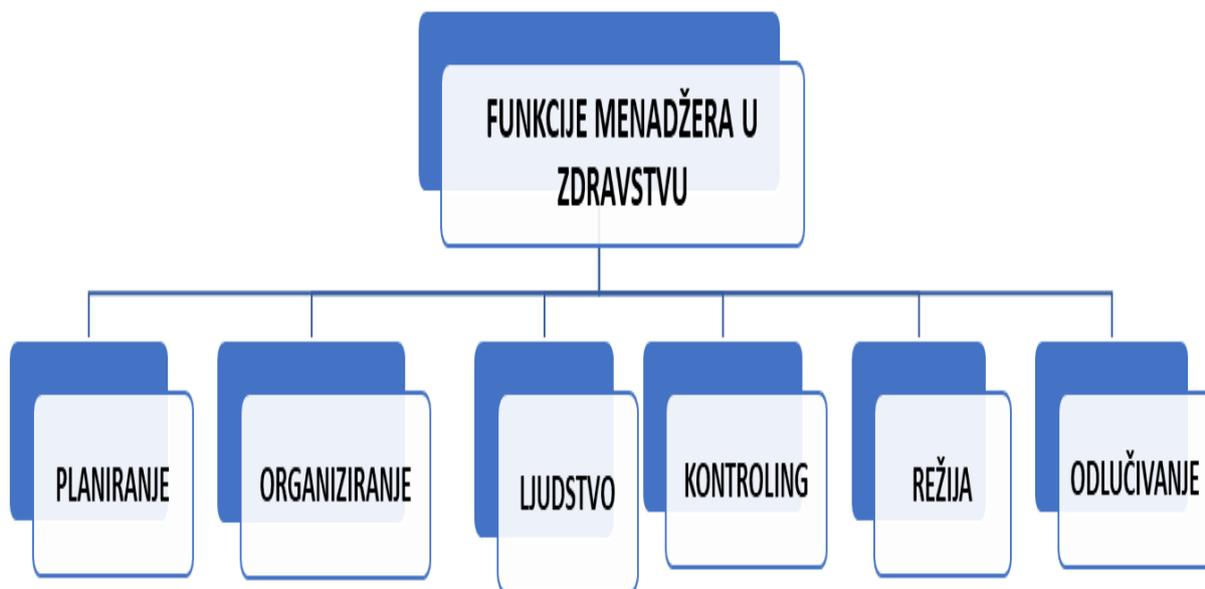 FUNKCIJE MENADŽERA U
ZDRAVSTVU
PLANIRANJE
ORGANIZIRANJE
LJUDSTVO
KONTROLING
REŽIJA
ODLUČIVANJE